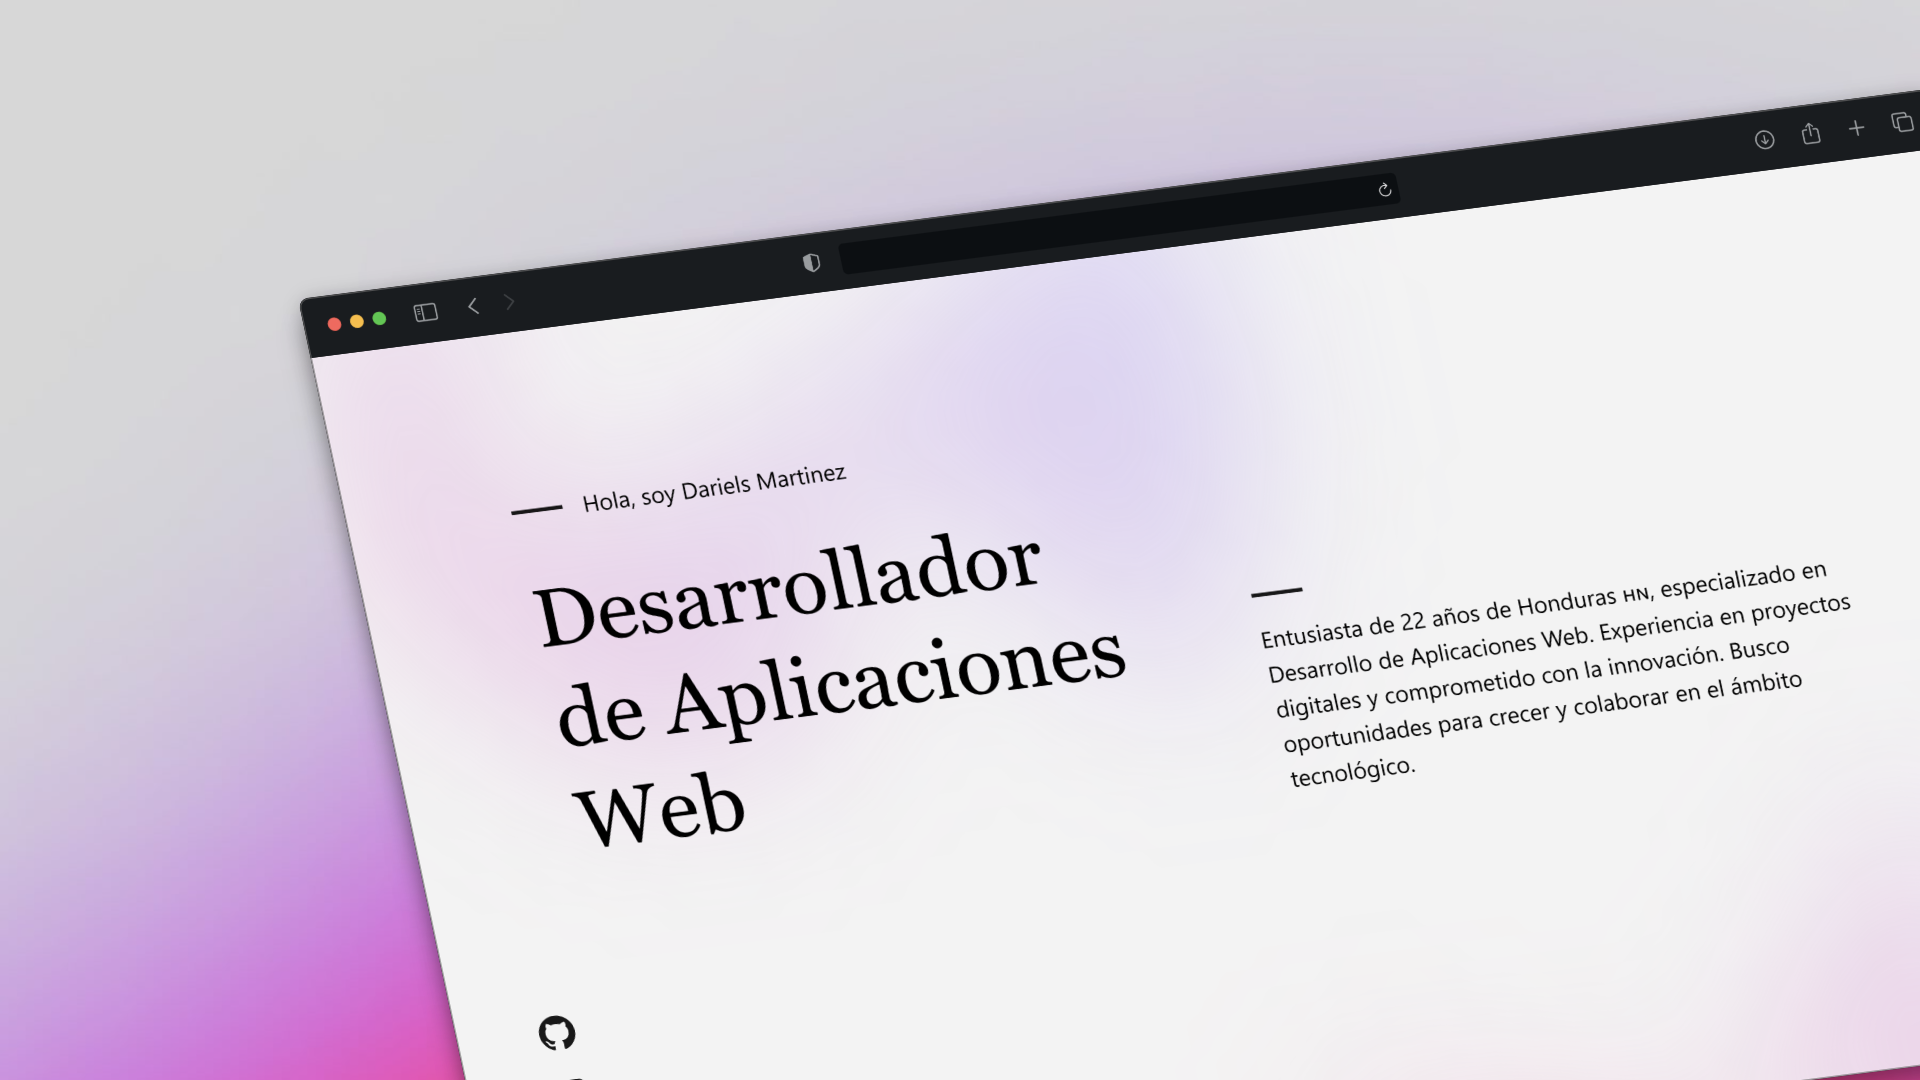 Hola, soy Dariels Martinez
Desarrollador
de Aplicaciones
Web
Entusiasta de 22 años de Honduras HN, especializado en
Desarrollo de Aplicaciones Web. Experiencia en proyectos
digitales y comprometido con la innovación. Busco
oportunidades para crecer y colaborar en el ámbito
tecnológico.